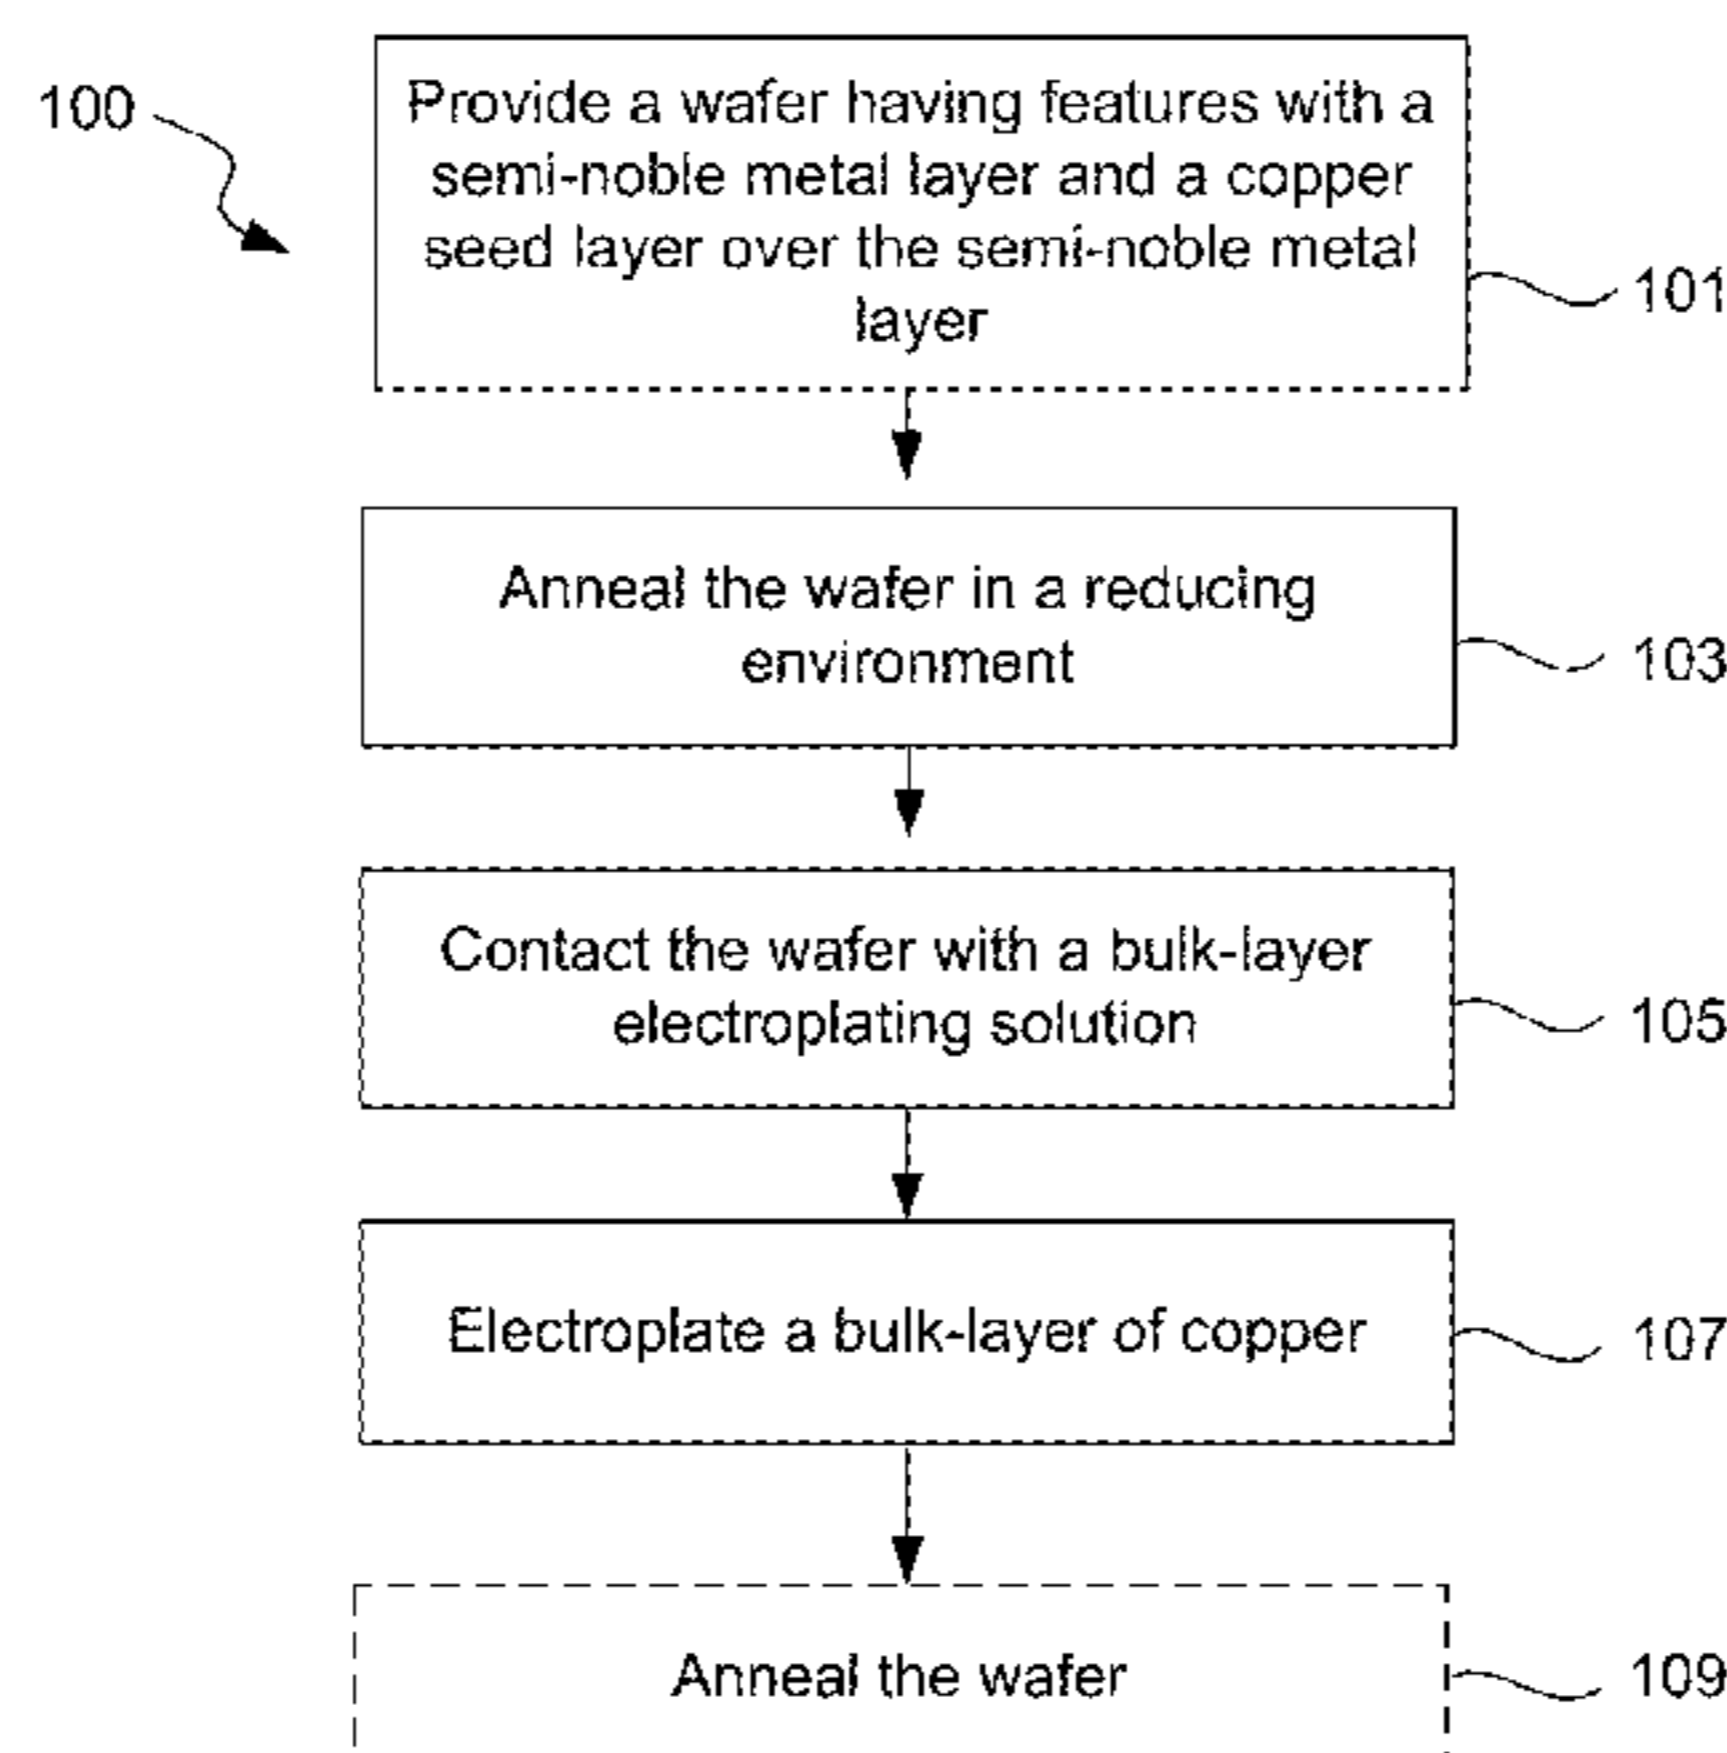 100
Provide a wafer having features with a
semi-noble metal layer and a copper
seed layer over the semi-noble metal
layer
101
Anneal the wafer in a reducing
environment
103
Contact the wafer with a bulk-layer
electroplating solution
105
Electroplate a bulk-layer of copper
107
Anneal the wafer
109